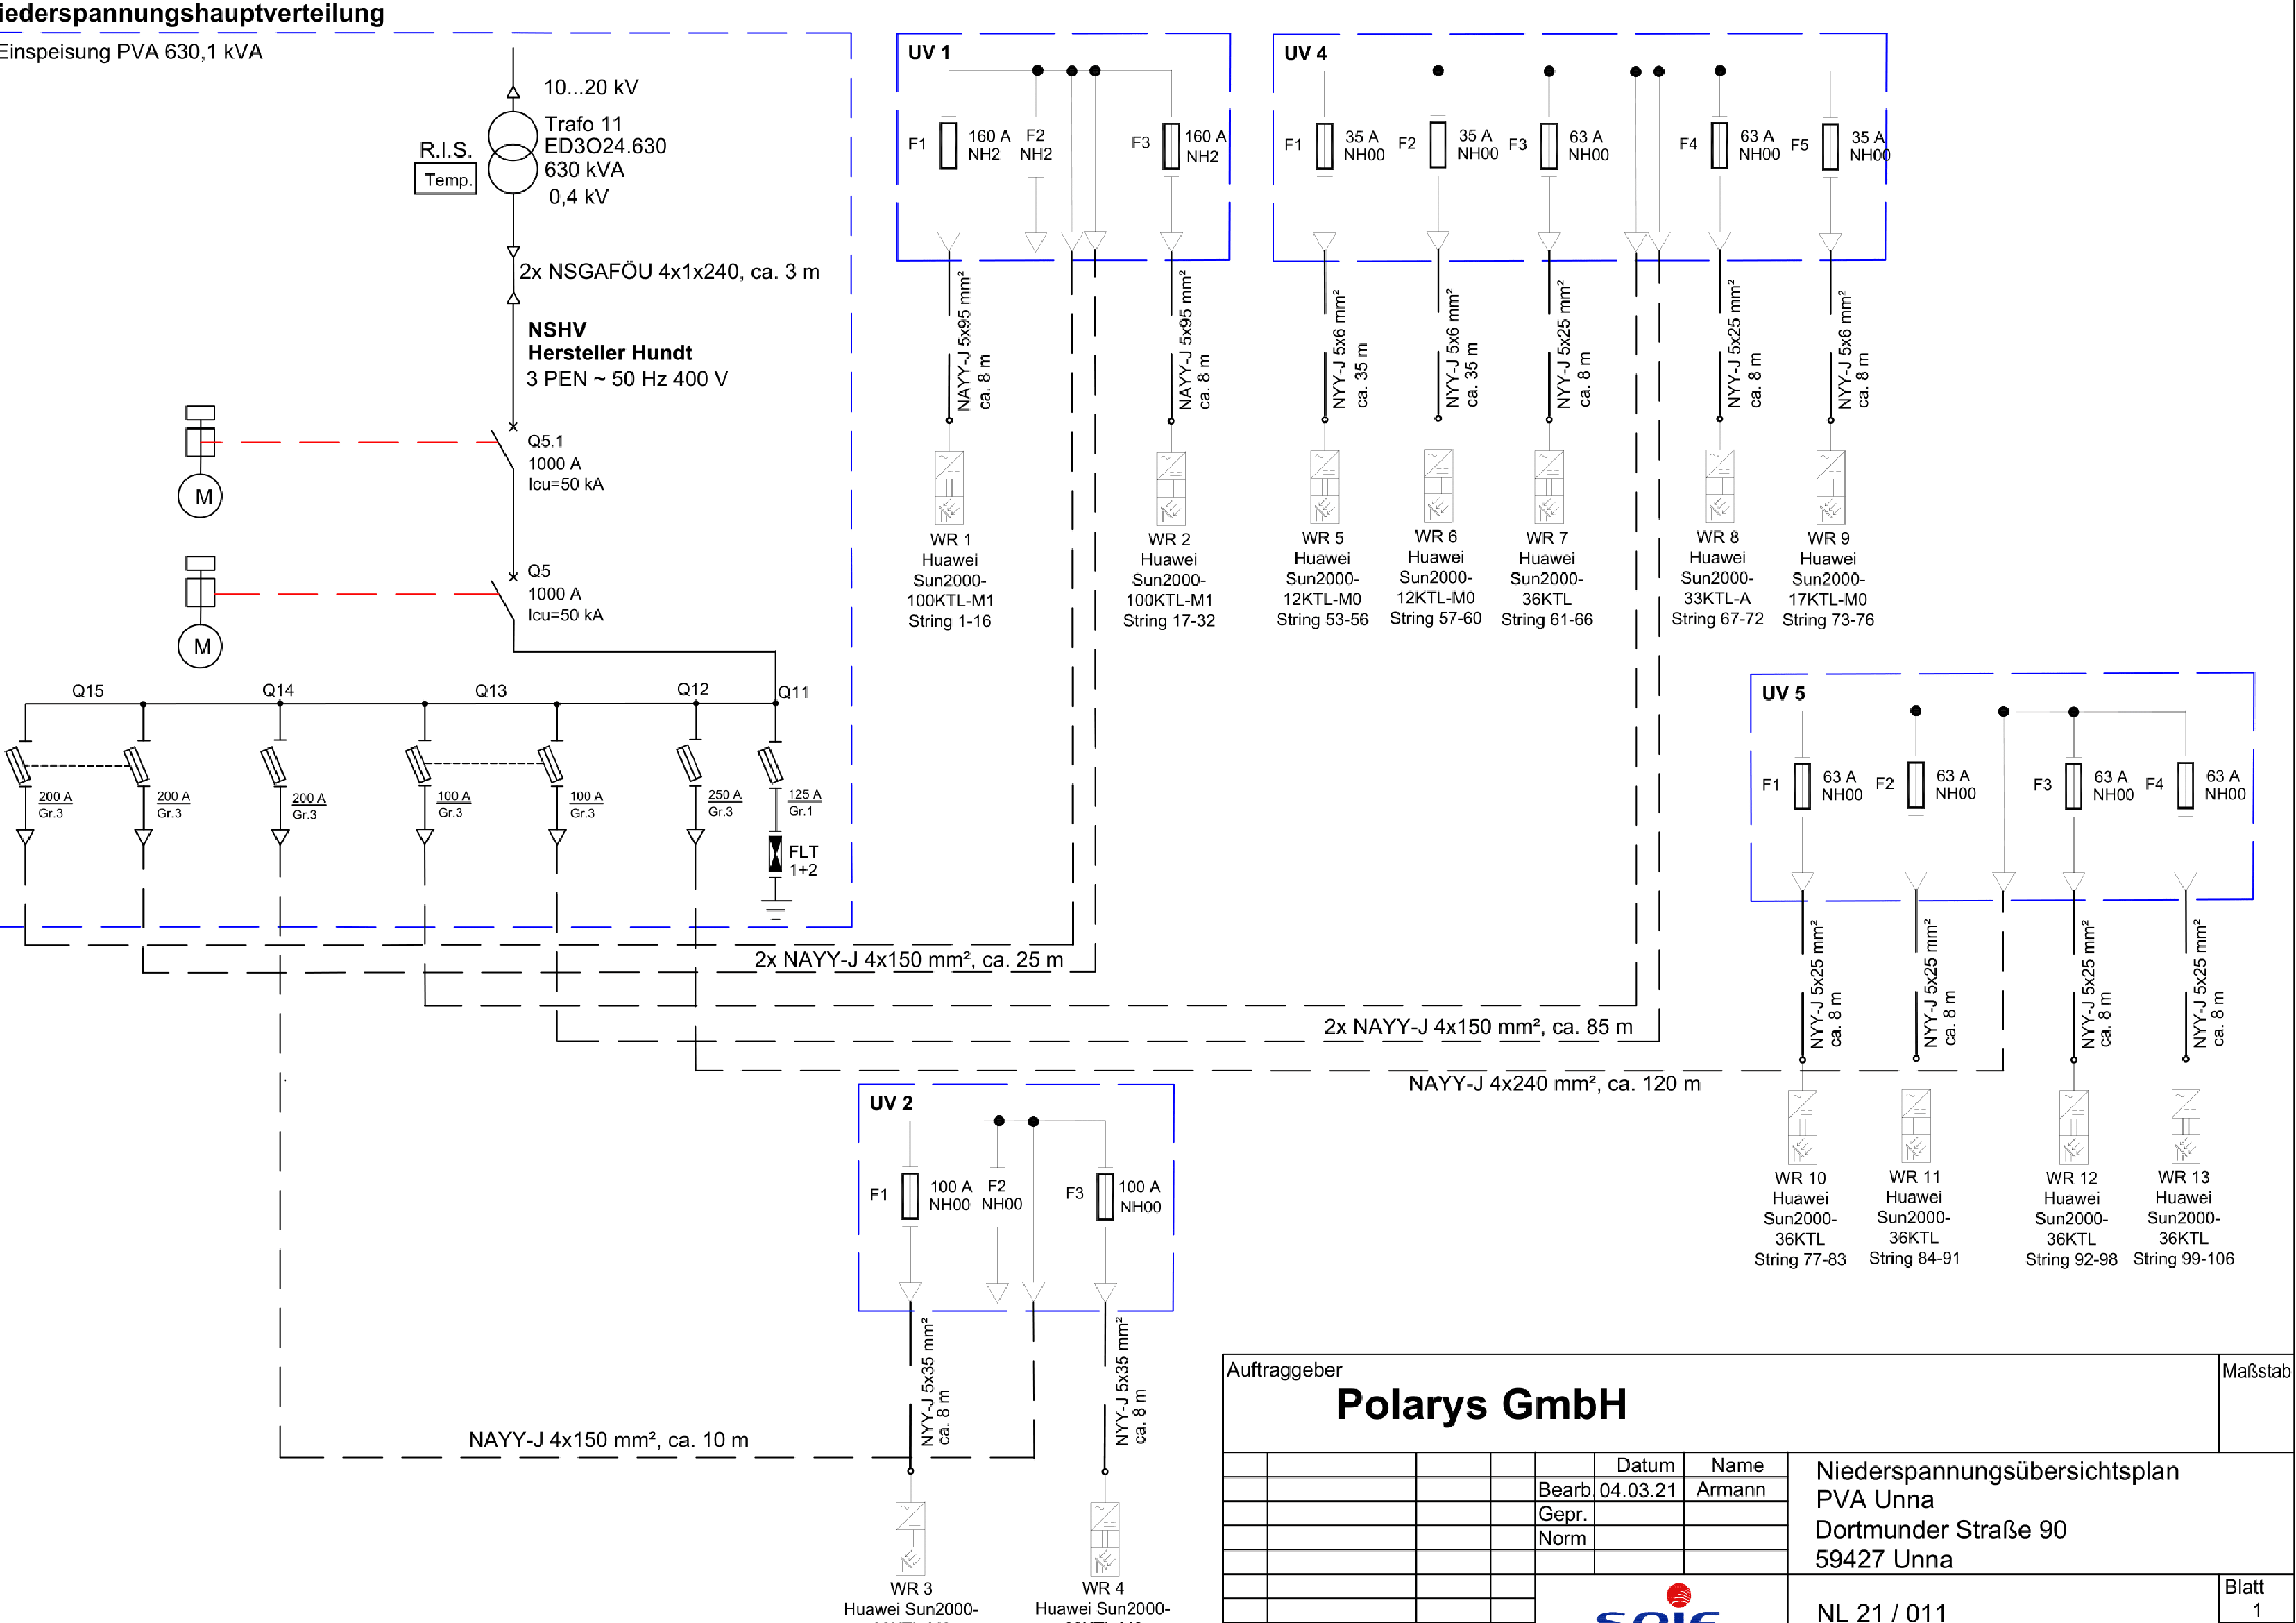 iederspannungshauptverteilung
Einspeisung PVA 630,1 kVA
10...20 kV
Trafo 11
ED3O24.630
630 kVA
0,4 kV
R.I.S.
Temp.
2x NSGAFÖU 4x1x240, ca. 3 m
NSHV
Hersteller Hundt
3 PEN ~ 50 Hz 400 V
Q5.1
1000 A
Icu=50 kA
M
Q5
1000 A
Icu=50 kA
M
Q15
Q14
Q13
Q12
Q11
200 A
Gr.3
200 A
Gr.3
200 A
Gr.3
100 A
Gr.3
100 A
Gr.3
250 A
Gr.3
125 A
Gr.1
FLT
1+2
UV 1
F1
160 A
NH2
F2
NH2
F3
160 A
NH2
NAYY-J 5x95 mm²
ca. 8 m
NAYY-J 5x95 mm²
ca. 8 m
WR 1
Huawei
Sun2000-
100KTL-M1
String 1-16
WR 2
Huawei
Sun2000-
100KTL-M1
String 17-32
UV 4
F1
35 A
NH00
F2
35 A
NH00
F3
63 A
NH00
F4
63 A
NH00
F5
35 A
NH00
NYY-J 5x6 mm²
ca. 35 m
NYY-J 5x6 mm²
ca. 35 m
NYY-J 5x25 mm²
ca. 8 m
NYY-J 5x25 mm²
ca. 8 m
NYY-J 5x6 mm²
ca. 8 m
WR 5
Huawei
Sun2000-
12KTL-M0
String 53-56
WR 6
Huawei
Sun2000-
12KTL-M0
String 57-60
WR 7
Huawei
Sun2000-
36KTL
String 61-66
WR 8
Huawei
Sun2000-
33KTL-A
String 67-72
WR 9
Huawei
Sun2000-
17KTL-M0
String 73-76
UV 5
F1
63 A
NH00
F2
63 A
NH00
F3
63 A
NH00
F4
63 A
NH00
NYY-J 5x25 mm²
ca. 8 m
NYY-J 5x25 mm²
ca. 8 m
NYY-J 5x25 mm²
ca. 8 m
NYY-J 5x25 mm²
ca. 8 m
WR 10
Huawei
Sun2000-
36KTL
String 77-83
WR 11
Huawei
Sun2000-
36KTL
String 84-91
WR 12
Huawei
Sun2000-
36KTL
String 92-98
WR 13
Huawei
Sun2000-
36KTL
String 99-106
2x NAYY-J 4x150 mm², ca. 25 m
2x NAYY-J 4x150 mm², ca. 85 m
NAYY-J 4x240 mm², ca. 120 m
UV 2
F1
100 A
NH00
F2
NH00
F3
100 A
NH00
NYY-J 5x35 mm²
ca. 8 m
NYY-J 5x35 mm²
ca. 8 m
NAYY-J 4x150 mm², ca. 10 m
WR 3
Huawei Sun2000-
WR 4
Huawei Sun2000-
Auftraggeber
Polarys GmbH
Maßstab
Datum Name
Bearb. 04.03.21 Armann
Gepr.
Norm
Niederspannungsübersichtsplan
PVA Unna
Dortmunder Straße 90
59427 Unna
NL 21 / 011
Blatt
1